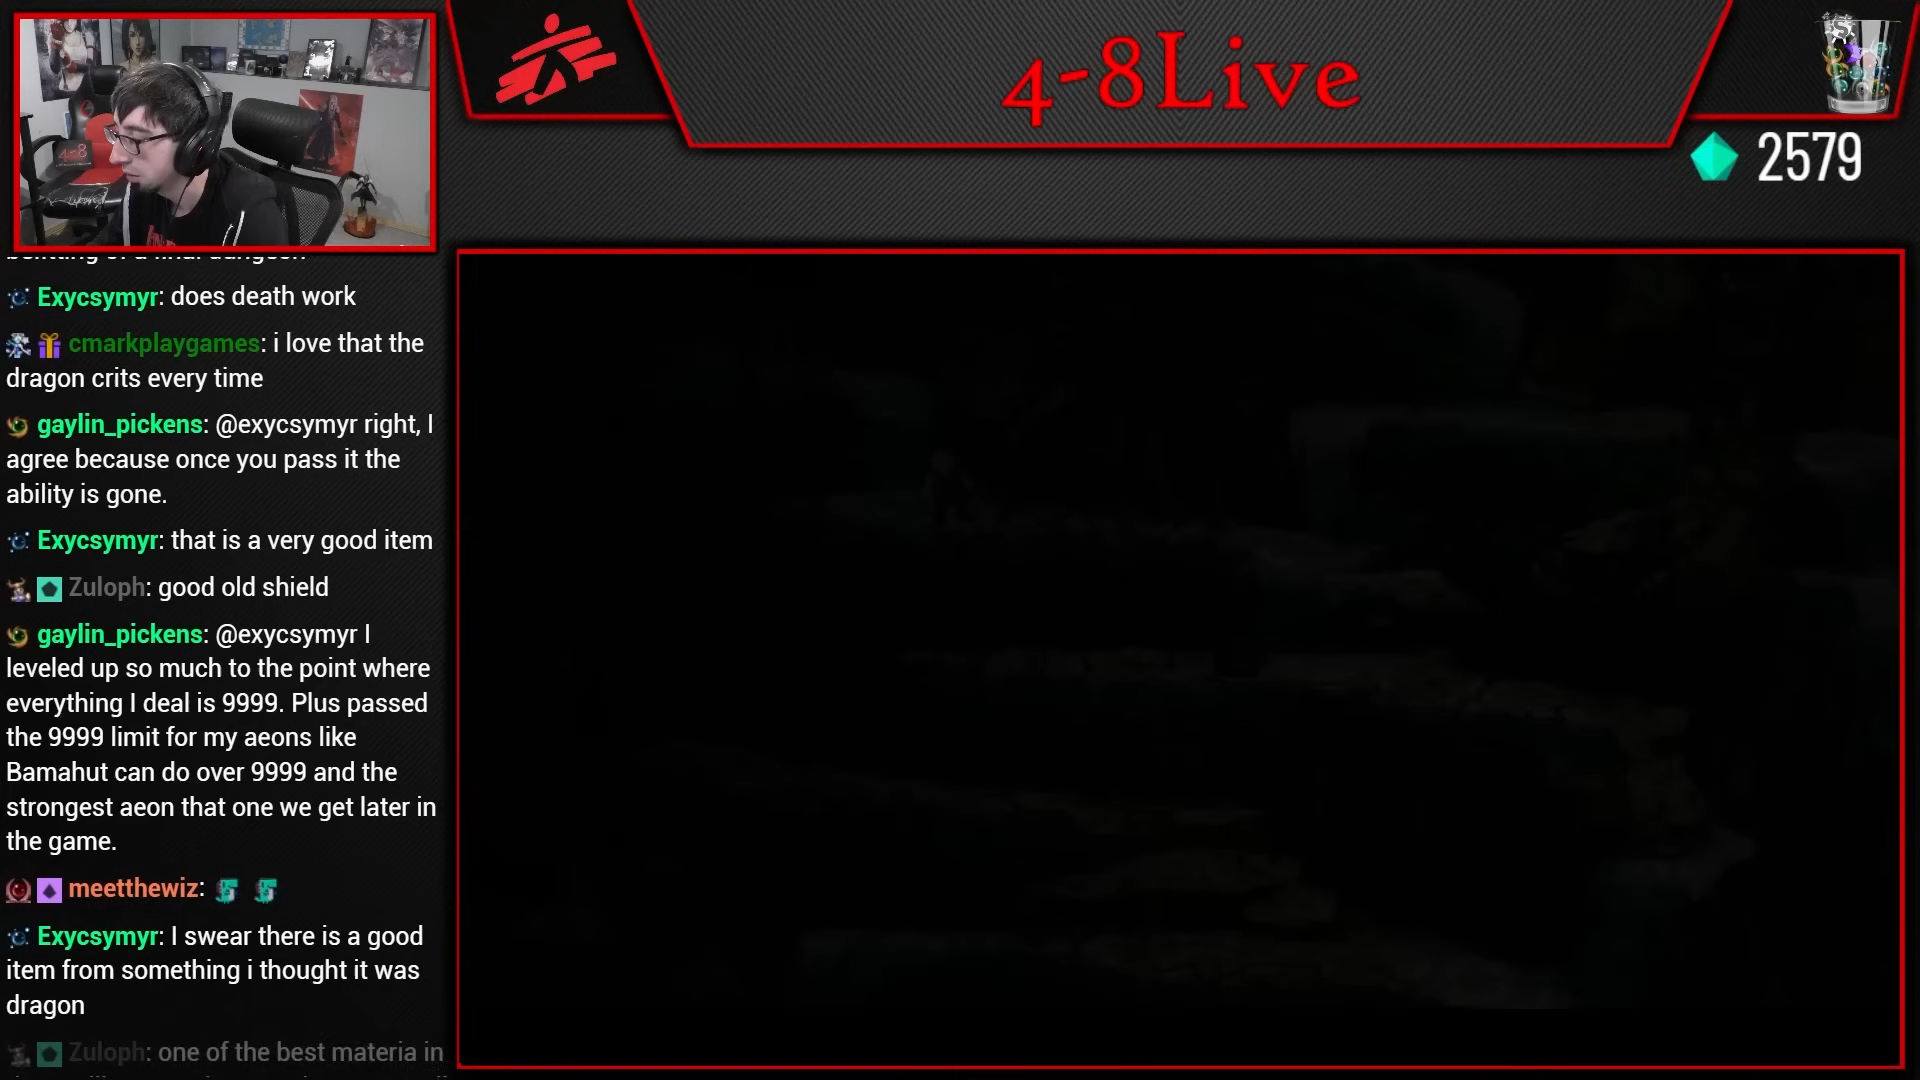 4-8Live
2579
Exycsymyr: does death work
cmarkplaygames: i love that the
dragon crits every time
gaylin_pickens: @exycsymyr right, I
agree because once you pass it the
ability is gone.
Exycsymyr: that is a very good item
Zuloph: good old shield
gaylin_pickens: @exycsymyr I
leveled up so much to the point where
everything I deal is 9999. Plus passed
the 9999 limit for my aeons like
Bamahut can do over 9999 and the
strongest aeon that one we get later in
the game.
meetthewiz:
Exycsymyr: I swear there is a good
item from something i thought it was
dragon
Zuloph: one of the best materia in